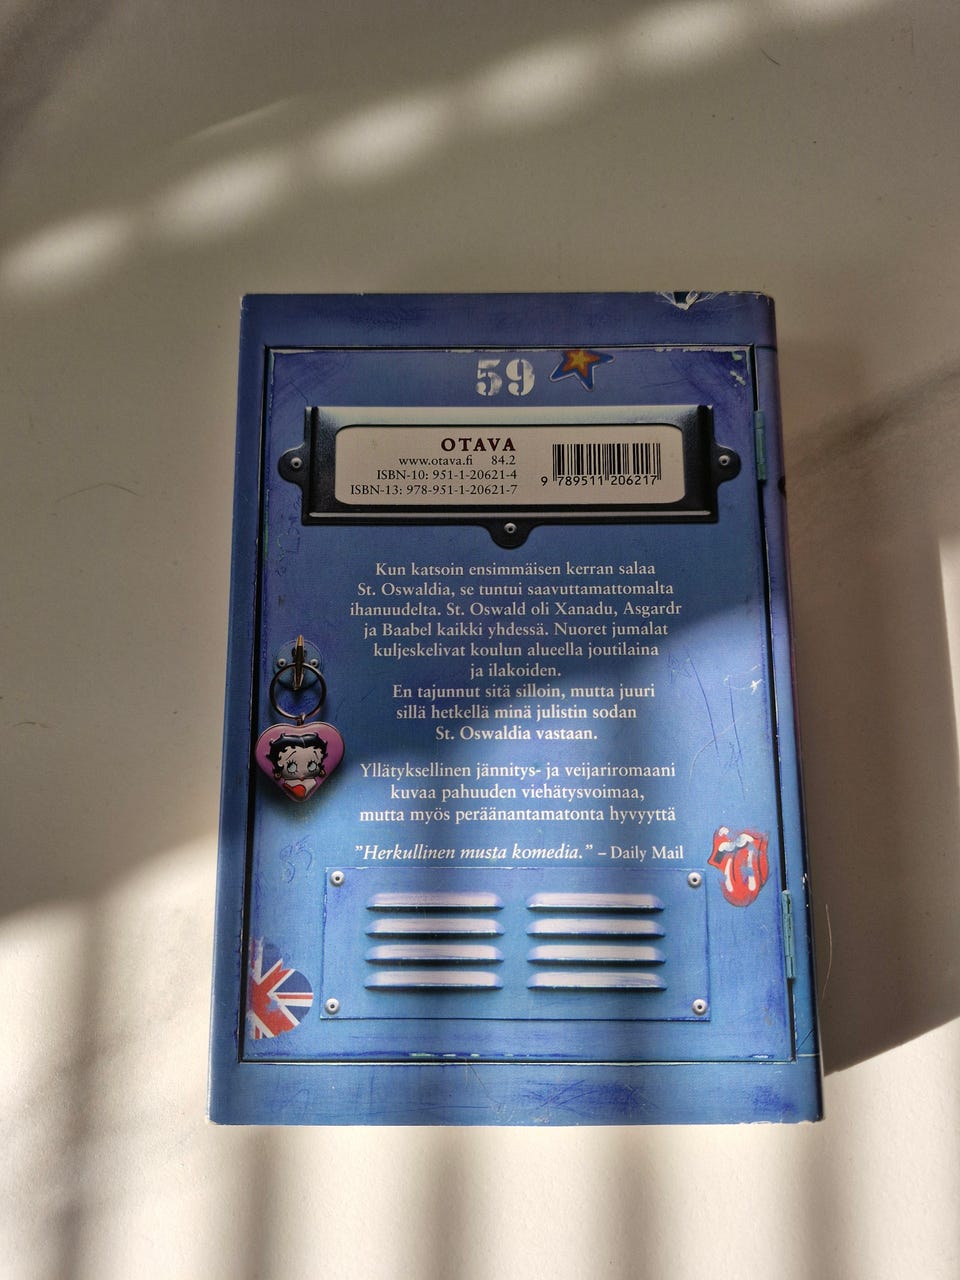 59
OTAVA
www.otava.fi 84.2
ISBN-10: 951-1-20621-4
ISBN-13: 978-951-1-20621-7
9 789511 206217
Kun katsoin ensimmäisen kerran salaa
St. Oswaldia, se tuntui saavuttamattomalta
ihanuudelta. St. Oswald oli Xanadu, Asgardr
ja Baabel kaikki yhdessä. Nuoret jumalat
kuljeskelivat koulun alueella joutilaina
ja ilakoiden.
En tajunnut sitä silloin, mutta juuri
sillä hetkellä minä julistin sodan
St. Oswaldia vastaan.
Yllätyksellinen jännitys- ja veijariromaani
kuvaa pahuuden viehätysvoimaa,
mutta myös peräänantamatonta hyvyyttä
”Herkullinen musta komedia.” – Daily Mail